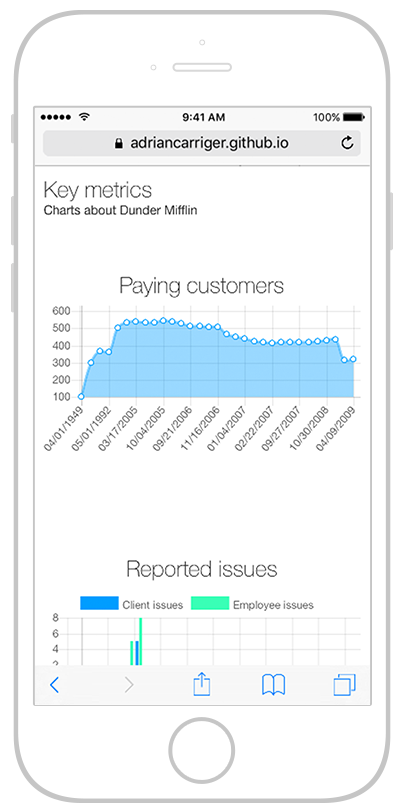 9:41 AM 100%
adriancarriger.github.io
Key metrics
Charts about Dunder Mifflin
Paying customers
600
500
400
300
200
100
04/01/1949 05/01/1992 03/17/2005 10/04/2005 09/21/2006 11/16/2006 01/04/2007 02/22/2007 09/27/2007 10/30/2008 04/09/2009
Reported issues
Client issues Employee issues
8
6
4
2